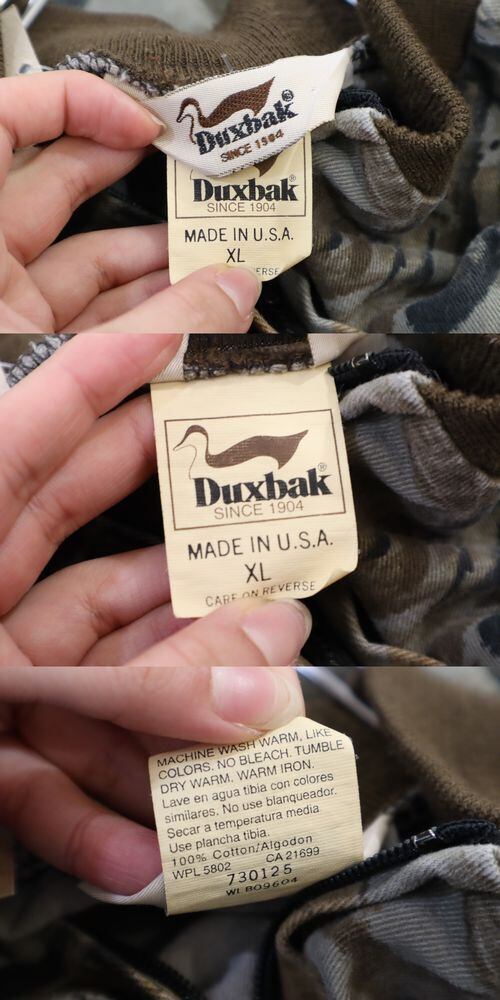 Duxbak®
SINCE 1904
Duxbak®
SINCE 1904
MADE IN U.S.A.
XL
Duxbak®
SINCE 1904
MADE IN U.S.A.
XL
CARE ON REVERSE
MACHINE WASH WARM, LIKE
COLORS. NO BLEACH. TUMBLE
DRY WARM. WARM IRON.
Lave en agua tibia con colores
similares. No use blanqueador.
Secar a temperatura media
Use plancha tibia.
100% Cotton/Algodon
WPL 5802 CA 21699
730125
WLB09604